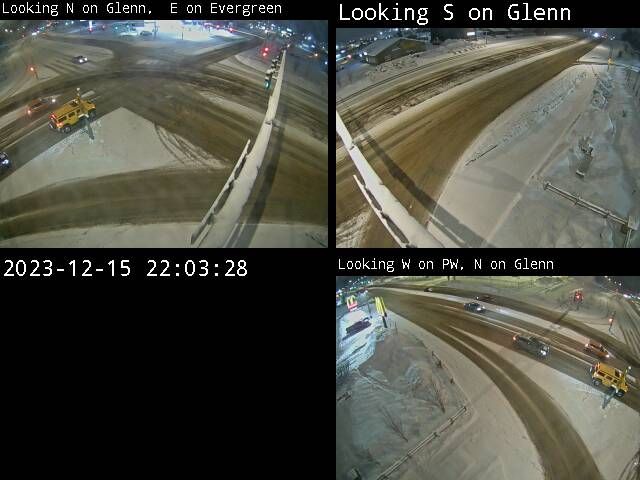 Looking N on Glenn, E on Evergreen
Looking S on Glenn
2023-12-15 22:03:28
Looking W on PW, N on Glenn